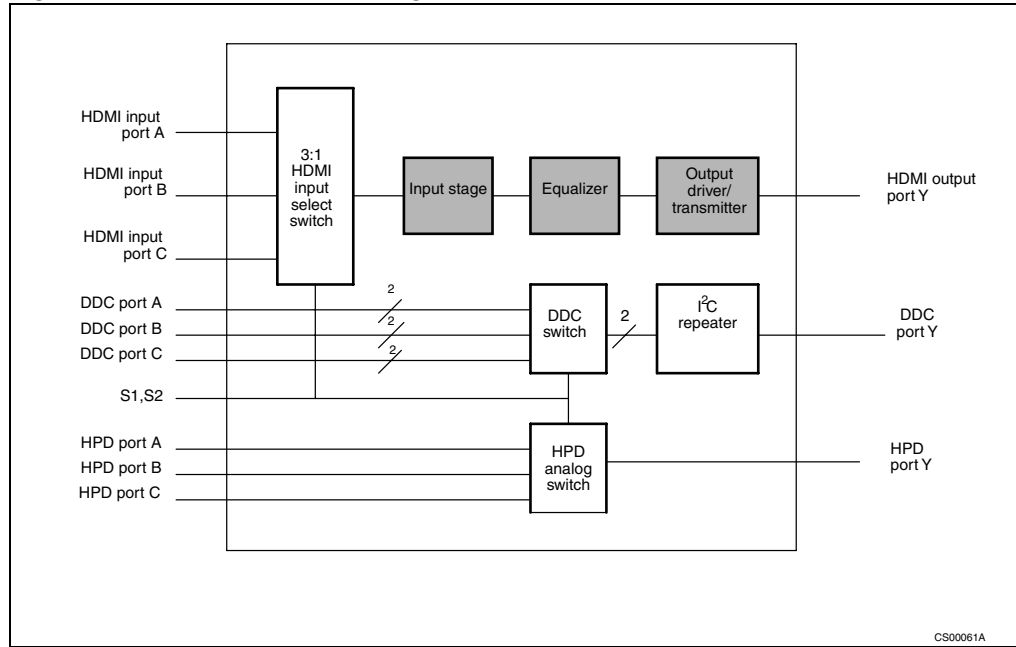 HDMI input
port A
HDMI input
port B
HDMI input
port C
3:1
HDMI
input
select
switch
Input stage
Equalizer
Output
driver/
transmitter
HDMI output
port Y
DDC port A
DDC port B
DDC port C
2
2
2
DDC
switch
2
I²C
repeater
DDC
port Y
S1,S2
HPD port A
HPD port B
HPD port C
HPD
analog
switch
HPD
port Y
CS00061A